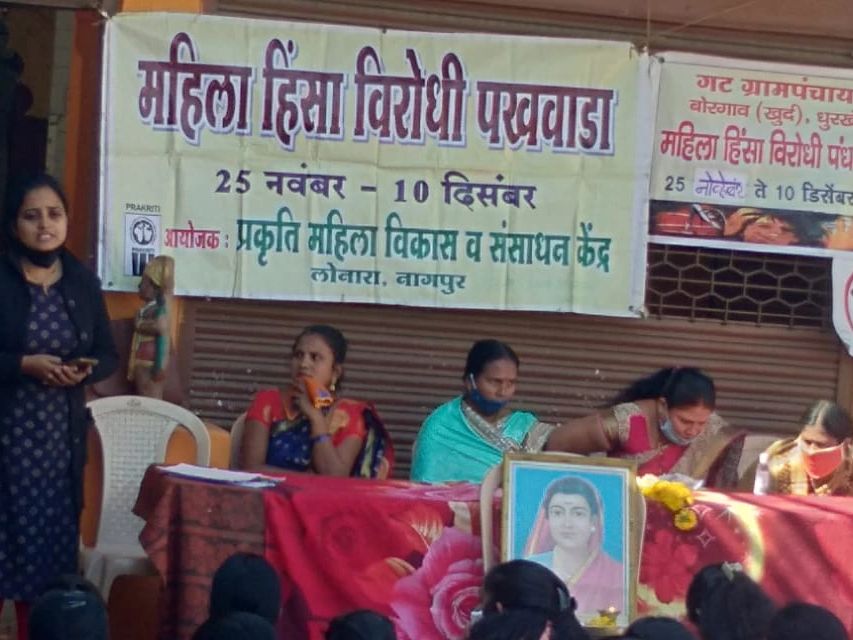 महिला हिंसा विरोधी पखवाडा
25 नवंबर - 10 दिसंबर
PRAKRITI
आयोजक : प्रकृति महिला विकास व संसाधन केंद्र
लोनारा, नागपुर
गट ग्रामपंचाय
बोरगाव (खुर्द), धुरखे
महिला हिंसा विरोधी पंध
25 नोव्हेंबर ते 10 डिसेंबर